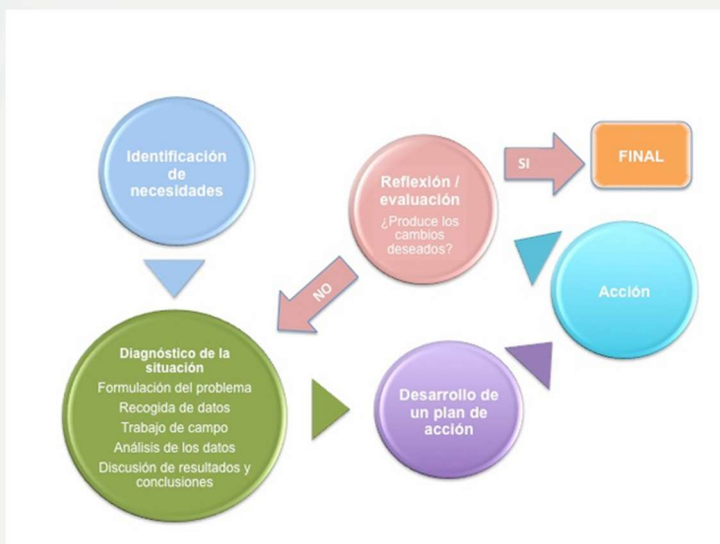 Identificación
de
necesidades
Diagnóstico de la
situación
Formulación del problema
Recogida de datos
Trabajo de campo
Análisis de los datos
Discusión de resultados y
conclusiones
Desarrollo de
un plan de
acción
Acción
Reflexión /
evaluación
¿Produce los
cambios
deseados?
NO
SI
FINAL